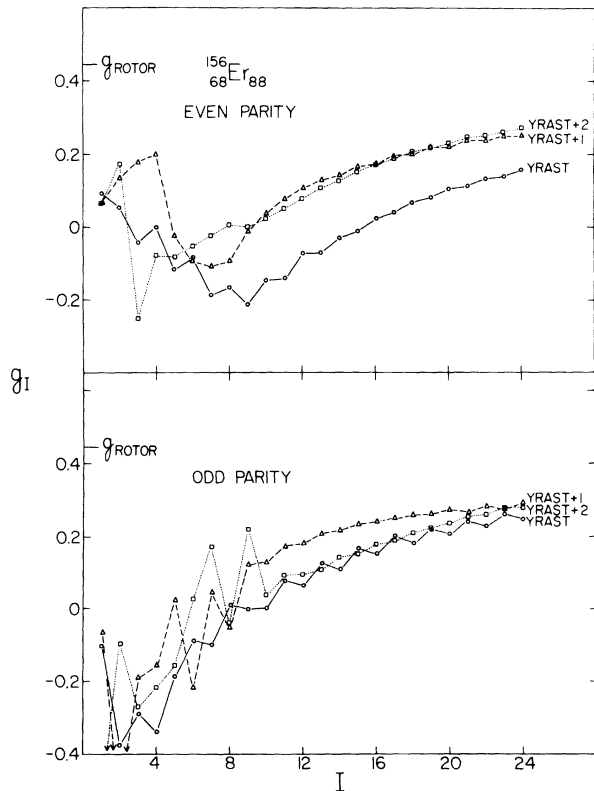 g_ROTOR
¹⁵⁶₆₈Er₈₈
EVEN PARITY
0.4
0.2
0
-0.2
YRAST+2
YRAST+1
YRAST
g_I
g_ROTOR
ODD PARITY
0.4
0.2
0
-0.2
-0.4
YRAST+1
YRAST+2
YRAST
4 8 12 16 20 24
I